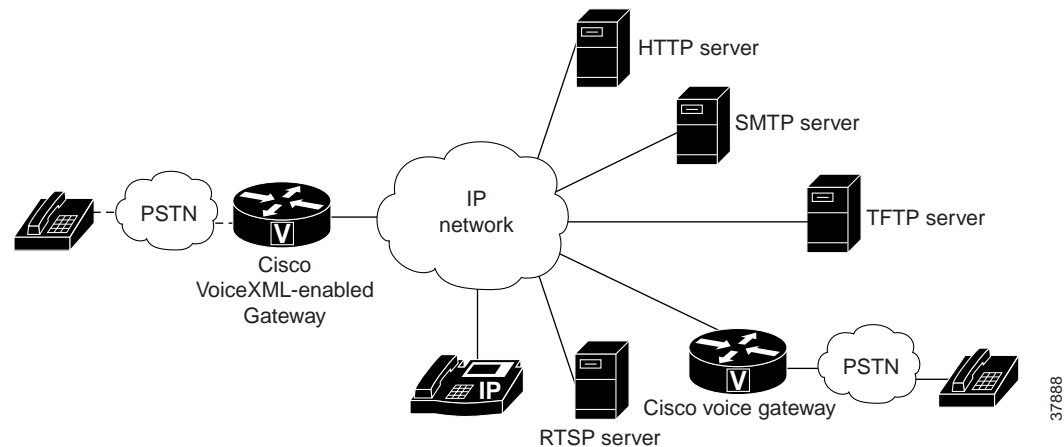 HTTP server
SMTP server
PSTN
V
IP
network
TFTP server
Cisco
VoiceXML-enabled
Gateway
IP
RTSP server
V
Cisco voice gateway
PSTN
37888